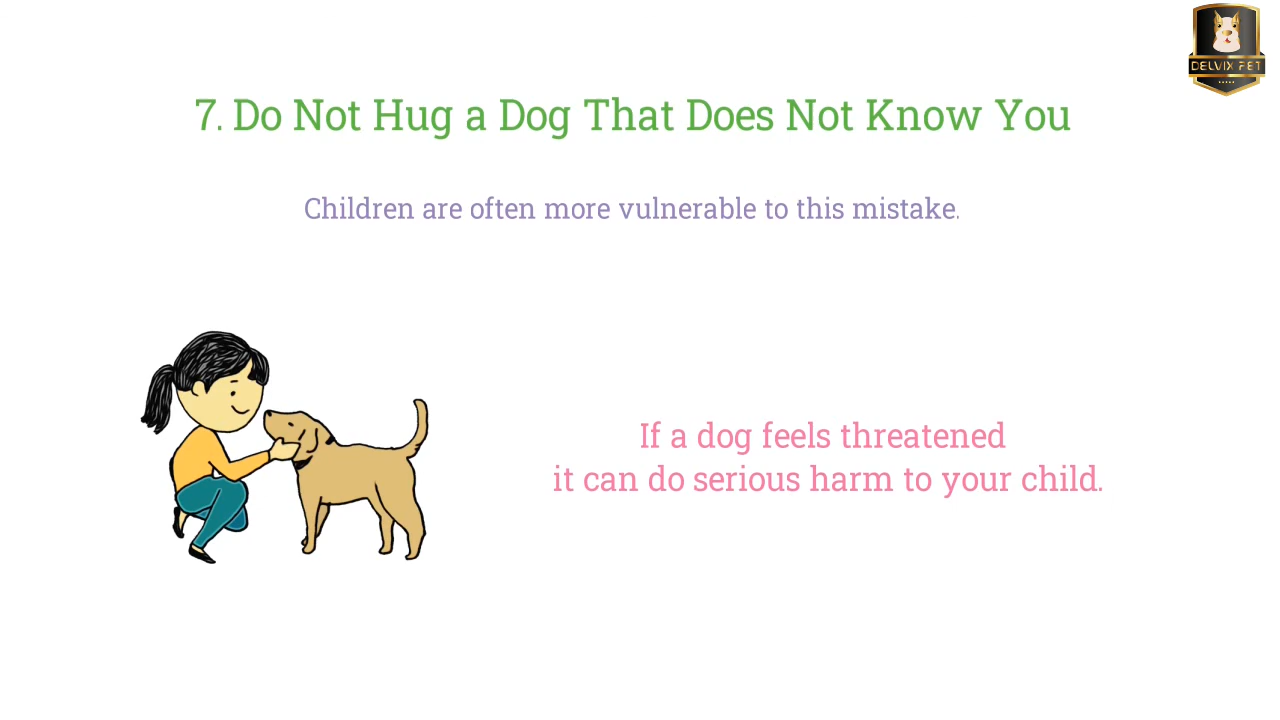 DELVIX PET
7. Do Not Hug a Dog That Does Not Know You
Children are often more vulnerable to this mistake.
If a dog feels threatened
it can do serious harm to your child.